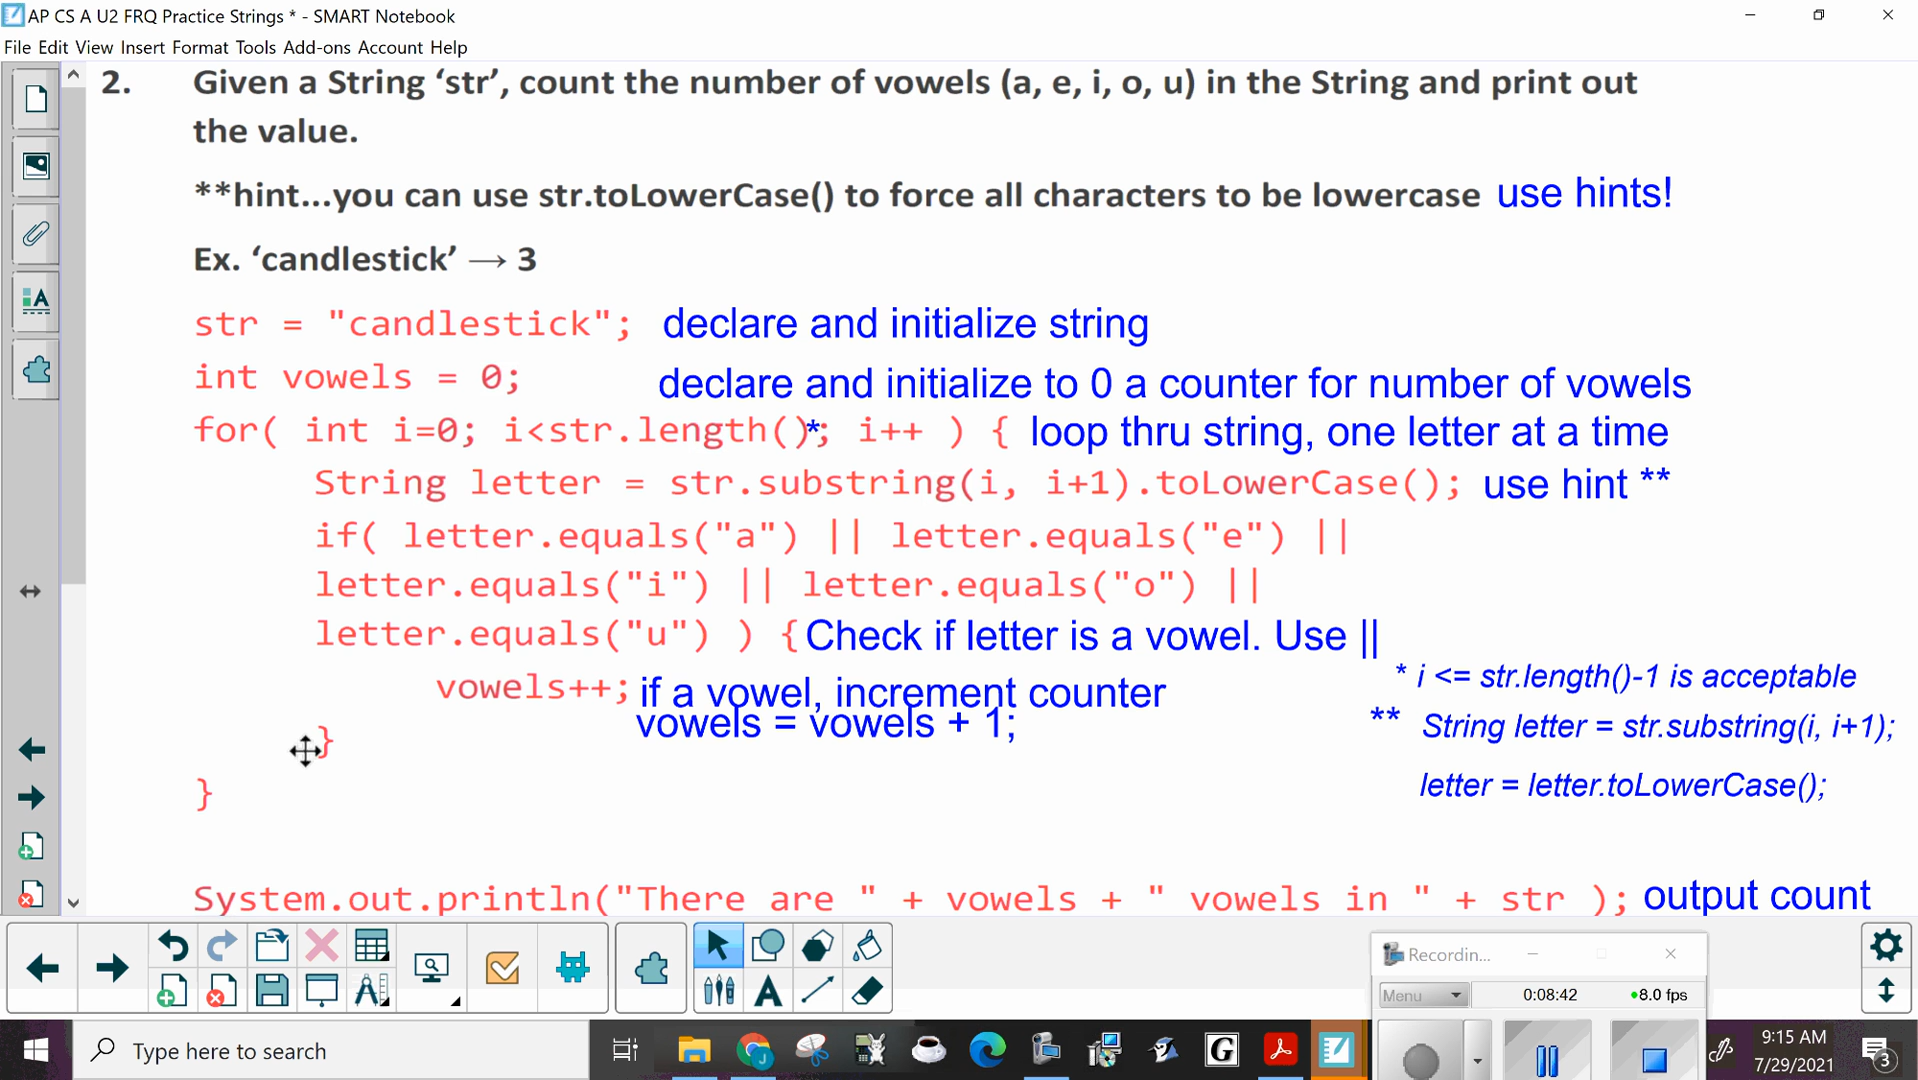 AP CS A U2 FRQ Practice Strings * - SMART Notebook
File Edit View Insert Format Tools Add-ons Account Help
2. Given a String ‘str’, count the number of vowels (a, e, i, o, u) in the String and print out
the value.
**hint...you can use str.toLowerCase() to force all characters to be lowercase use hints!
Ex. ‘candlestick’ → 3
str = "candlestick"; declare and initialize string
int vowels = 0; declare and initialize to 0 a counter for number of vowels
for( int i=0; i<str.length()*; i++ ) { loop thru string, one letter at a time
String letter = str.substring(i, i+1).toLowerCase(); use hint **
if( letter.equals("a") || letter.equals("e") ||
letter.equals("i") || letter.equals("o") ||
letter.equals("u") ) { Check if letter is a vowel. Use ||
* i <= str.length()-1 is acceptable
vowels++; if a vowel, increment counter
vowels = vowels + 1;
** String letter = str.substring(i, i+1);
}
letter = letter.toLowerCase();
}
System.out.println("There are " + vowels + " vowels in " + str ); output count
Recordin...
Menu 0:08:42 8.0 fps
Type here to search
9:15 AM
7/29/2021
3